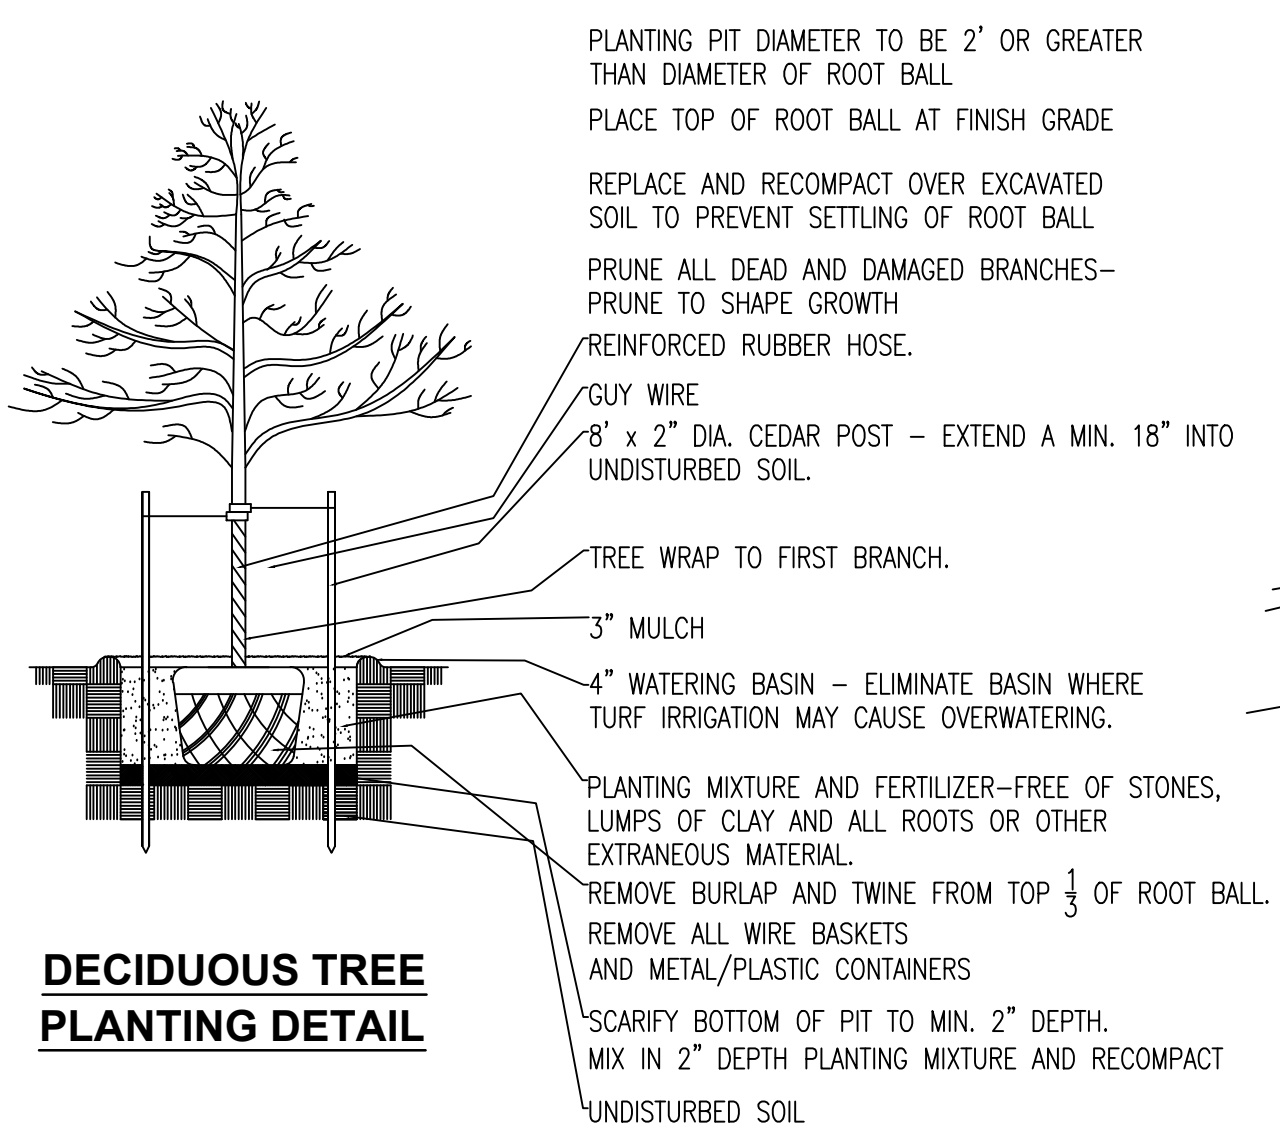 PLANTING PIT DIAMETER TO BE 2' OR GREATER
THAN DIAMETER OF ROOT BALL
PLACE TOP OF ROOT BALL AT FINISH GRADE
REPLACE AND RECOMPACT OVER EXCAVATED
SOIL TO PREVENT SETTLING OF ROOT BALL
PRUNE ALL DEAD AND DAMAGED BRANCHES–
PRUNE TO SHAPE GROWTH
REINFORCED RUBBER HOSE.
GUY WIRE
8' x 2" DIA. CEDAR POST – EXTEND A MIN. 18" INTO
UNDISTURBED SOIL.
TREE WRAP TO FIRST BRANCH.
3" MULCH
4" WATERING BASIN – ELIMINATE BASIN WHERE
TURF IRRIGATION MAY CAUSE OVERWATERING.
PLANTING MIXTURE AND FERTILIZER–FREE OF STONES,
LUMPS OF CLAY AND ALL ROOTS OR OTHER
EXTRANEOUS MATERIAL.
REMOVE BURLAP AND TWINE FROM TOP 1/3 OF ROOT BALL.
REMOVE ALL WIRE BASKETS
AND METAL/PLASTIC CONTAINERS
SCARIFY BOTTOM OF PIT TO MIN. 2" DEPTH.
MIX IN 2" DEPTH PLANTING MIXTURE AND RECOMPACT
UNDISTURBED SOIL
DECIDUOUS TREE
PLANTING DETAIL